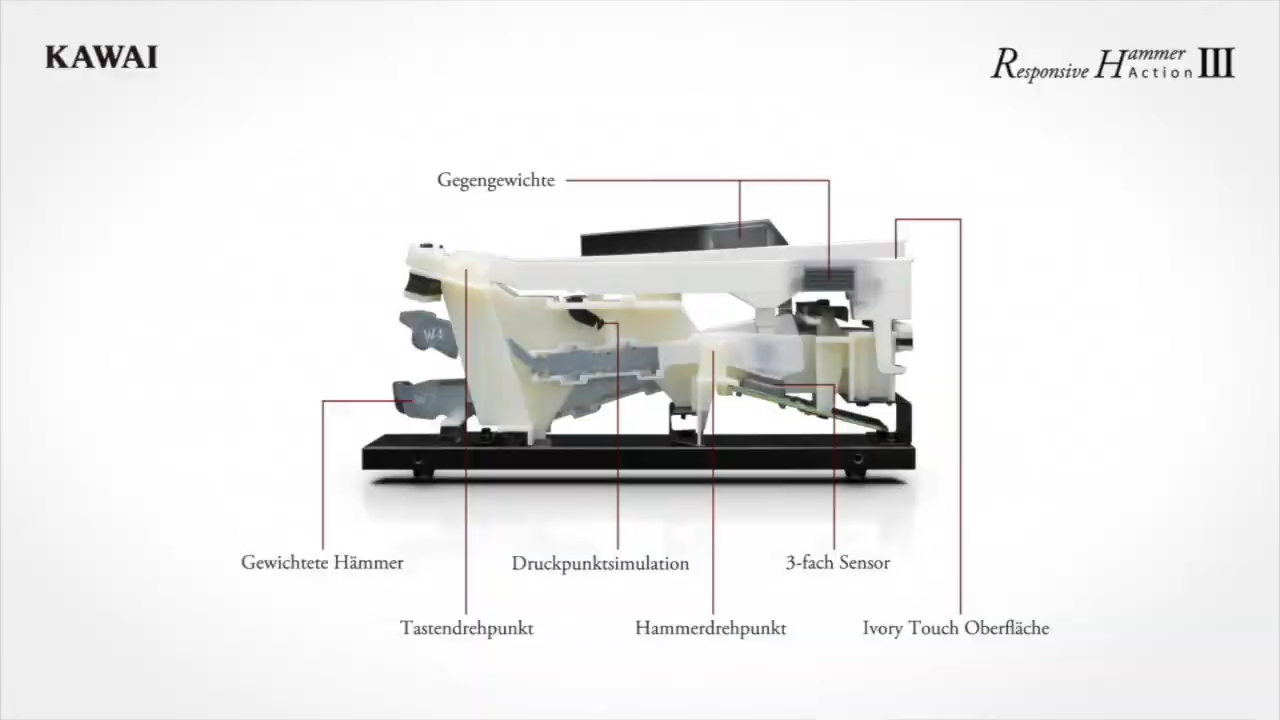 KAWAI
Responsive Hammer Action III
Gegengewichte
W4
Gewichtete Hämmer
Druckpunktsimulation
3-fach Sensor
Tastendrehpunkt
Hammerdrehpunkt
Ivory Touch Oberfläche